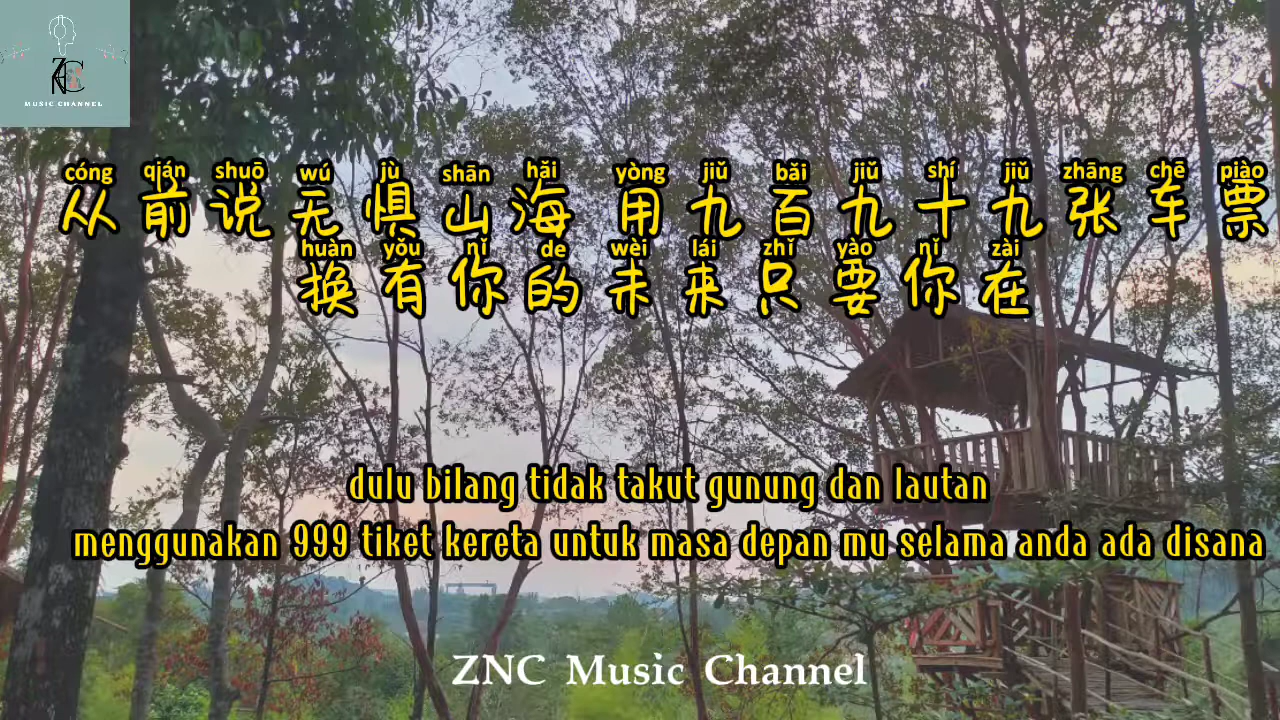 ZNC
MUSIC CHANNEL
cóng qián shuō wú jù shān hǎi yòng jiǔ bǎi jiǔ shí jiǔ zhāng chē piào
从前说无惧山海 用九百九十九张车票
huàn yǒu nǐ de wèi lái zhǐ yào nǐ zài
换有你的未来只要你在
dulu bilang tidak takut gunung dan lautan
menggunakan 999 tiket kereta untuk masa depan mu selama anda ada disana
ZNC Music Channel